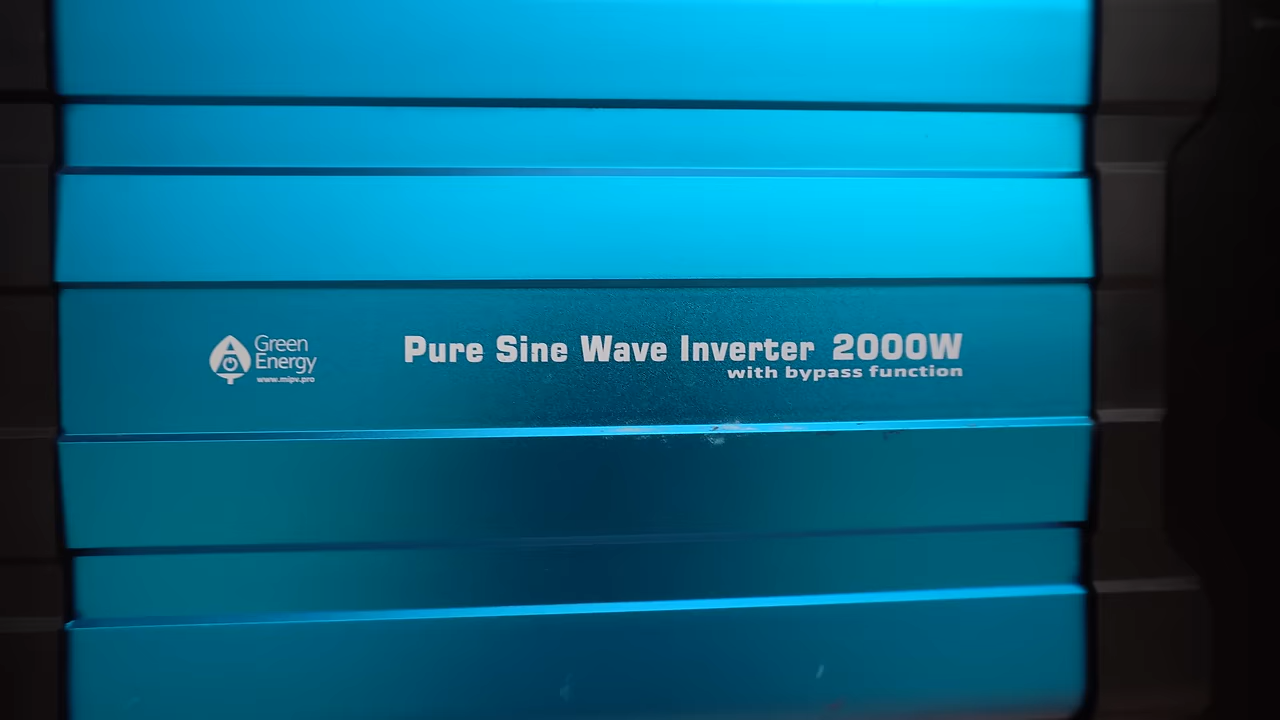 Green
Energy
www.mipv.pro
Pure Sine Wave Inverter 2000W
with bypass function